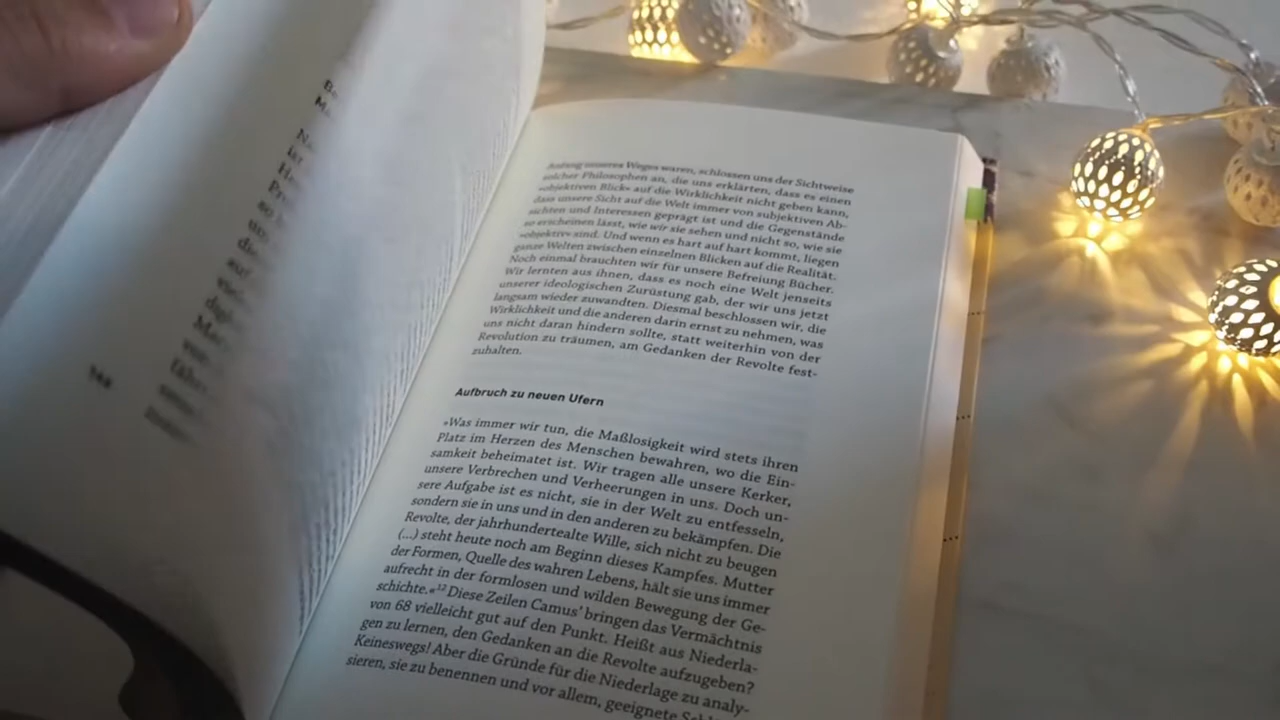 148
Anfang unseres Weges waren, schlossen uns der Sichtweise
solcher Philosophen an, die uns erklärten, dass es einen
»objektiven Blick« auf die Wirklichkeit nicht geben kann,
dass unsere Sicht auf die Welt immer von subjektiven Ab-
sichten und Interessen geprägt ist und die Gegenstände
so erscheinen lässt, wie wir sie sehen und nicht so, wie sie
»objektiv« sind. Und wenn es hart auf hart kommt, liegen
ganze Welten zwischen einzelnen Blicken auf die Realität.
Noch einmal brauchten wir für unsere Befreiung Bücher.
Wir lernten aus ihnen, dass es noch eine Welt jenseits
unserer ideologischen Zurüstung gab, der wir uns jetzt
langsam wieder zuwandten. Diesmal beschlossen wir, die
Wirklichkeit und die anderen darin ernst zu nehmen, was
uns nicht daran hindern sollte, statt weiterhin von der
Revolution zu träumen, am Gedanken der Revolte fest-
zuhalten.
Aufbruch zu neuen Ufern
»Was immer wir tun, die Maßlosigkeit wird stets ihren
Platz im Herzen des Menschen bewahren, wo die Ein-
samkeit beheimatet ist. Wir tragen alle unsere Kerker,
unsere Verbrechen und Verheerungen in uns. Doch un-
sere Aufgabe ist es nicht, sie in der Welt zu entfesseln,
sondern sie in uns und in den anderen zu bekämpfen. Die
Revolte, der jahrhundertealte Wille, sich nicht zu beugen
(...) steht heute noch am Beginn dieses Kampfes. Mutter
der Formen, Quelle des wahren Lebens, hält sie uns immer
aufrecht in der formlosen und wilden Bewegung der Ge-
schichte.«12 Diese Zeilen Camus' bringen das Vermächtnis
von 68 vielleicht gut auf den Punkt. Heißt aus Niederla-
gen zu lernen, den Gedanken an die Revolte aufzugeben?
Keineswegs! Aber die Gründe für die Niederlage zu analy-
sieren, sie zu benennen und vor allem, geeignete